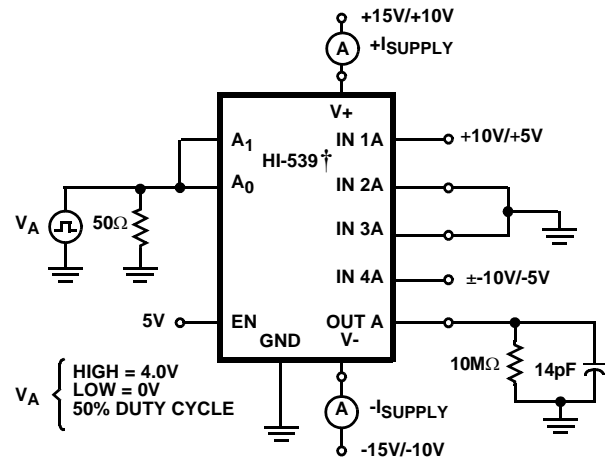 +15V/+10V
A
+ISUPPLY
V+
A1
HI-539†
IN 1A
+10V/+5V
A0
IN 2A
VA
50Ω
IN 3A
IN 4A
±-10V/-5V
5V
EN
OUT A
GND
V-
10MΩ
14pF
VA
HIGH = 4.0V
LOW = 0V
50% DUTY CYCLE
A
-ISUPPLY
-15V/-10V